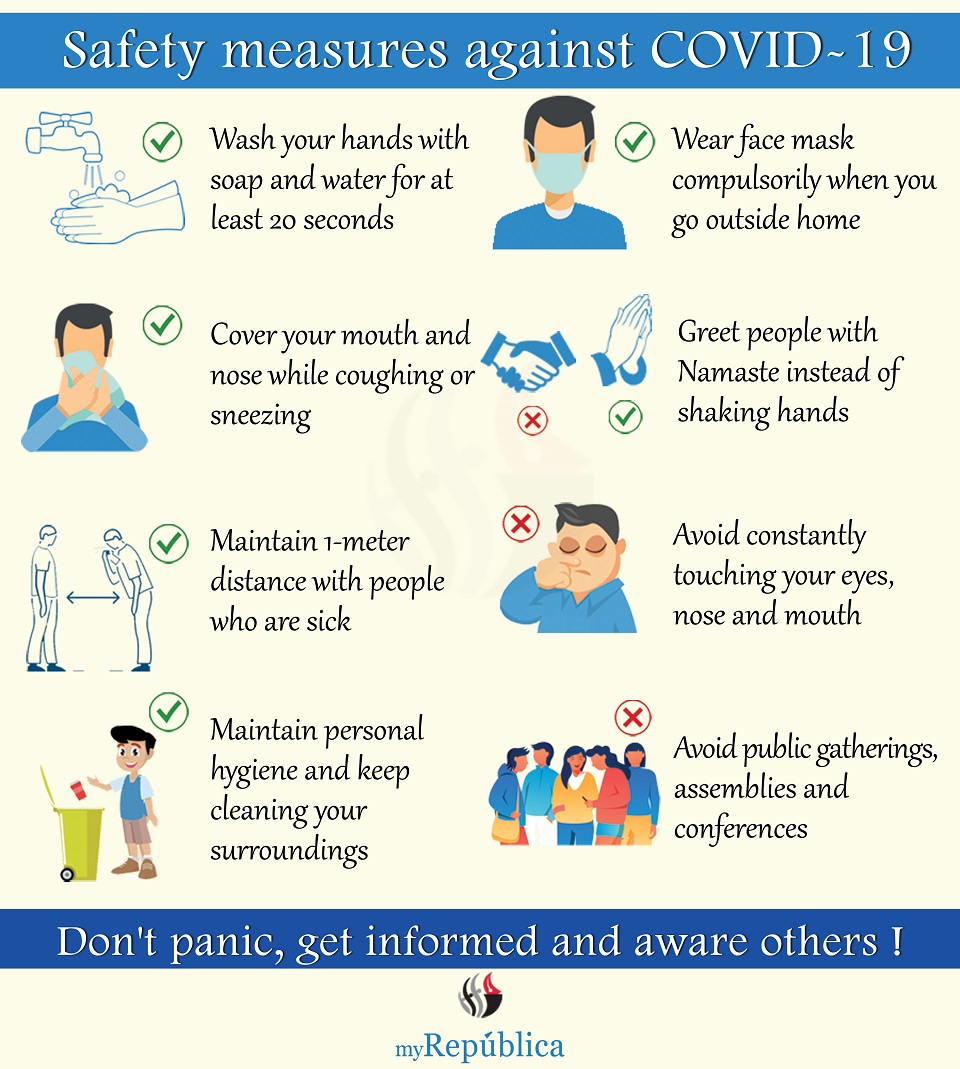 Safety measures against COVID-19
Wash your hands with
soap and water for at
least 20 seconds
Wear face mask
compulsorily when you
go outside home
Cover your mouth and
nose while coughing or
sneezing
Greet people with
Namaste instead of
shaking hands
Maintain 1-meter
distance with people
who are sick
Avoid constantly
touching your eyes,
nose and mouth
Maintain personal
hygiene and keep
cleaning your
surroundings
Avoid public gatherings,
assemblies and
conferences
Don't panic, get informed and aware others !
myRepública